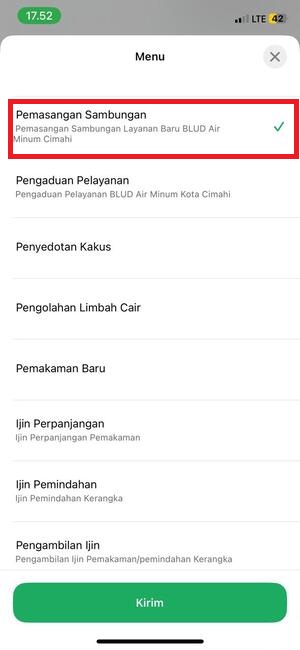 17.52
LTE 42
Menu
Pemasangan Sambungan
Pemasangan Sambungan Layanan Baru BLUD Air
Minum Cimahi
Pengaduan Pelayanan
Pengaduan Pelayanan BLUD Air Minum Kota Cimahi
Penyedotan Kakus
Pengolahan Limbah Cair
Pemakaman Baru
Ijin Perpanjangan
Ijin Perpanjangan Pemakaman
Ijin Pemindahan
Ijin Pemindahan Kerangka
Pengambilan Ijin
Pengambilan Ijin Pemakaman/pemindahan Kerangka
Kirim